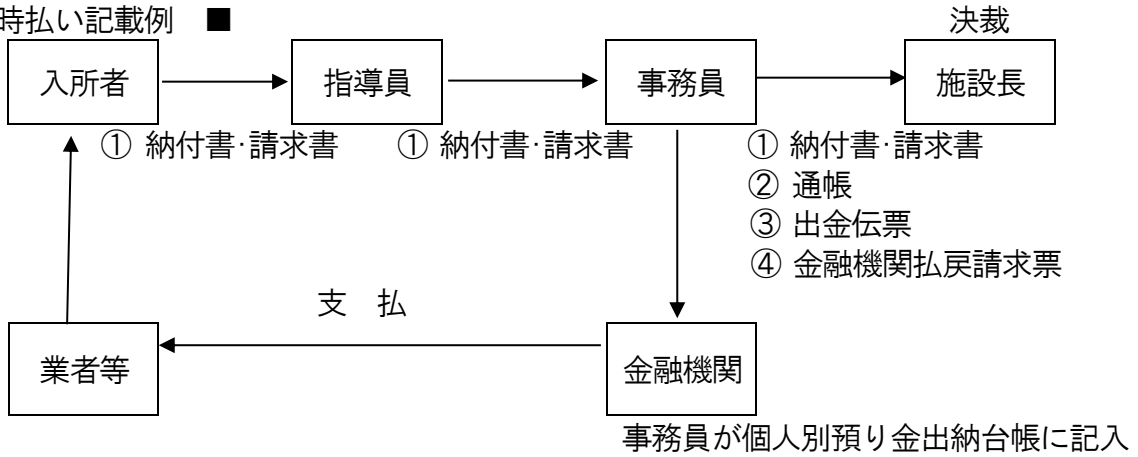 時払い記載例 ■
決裁
入所者
指導員
事務員
施設長
① 納付書・請求書
① 納付書・請求書
① 納付書・請求書
② 通帳
③ 出金伝票
④ 金融機関払戻請求票
支 払
業者等
金融機関
事務員が個人別預り金出納台帳に記入